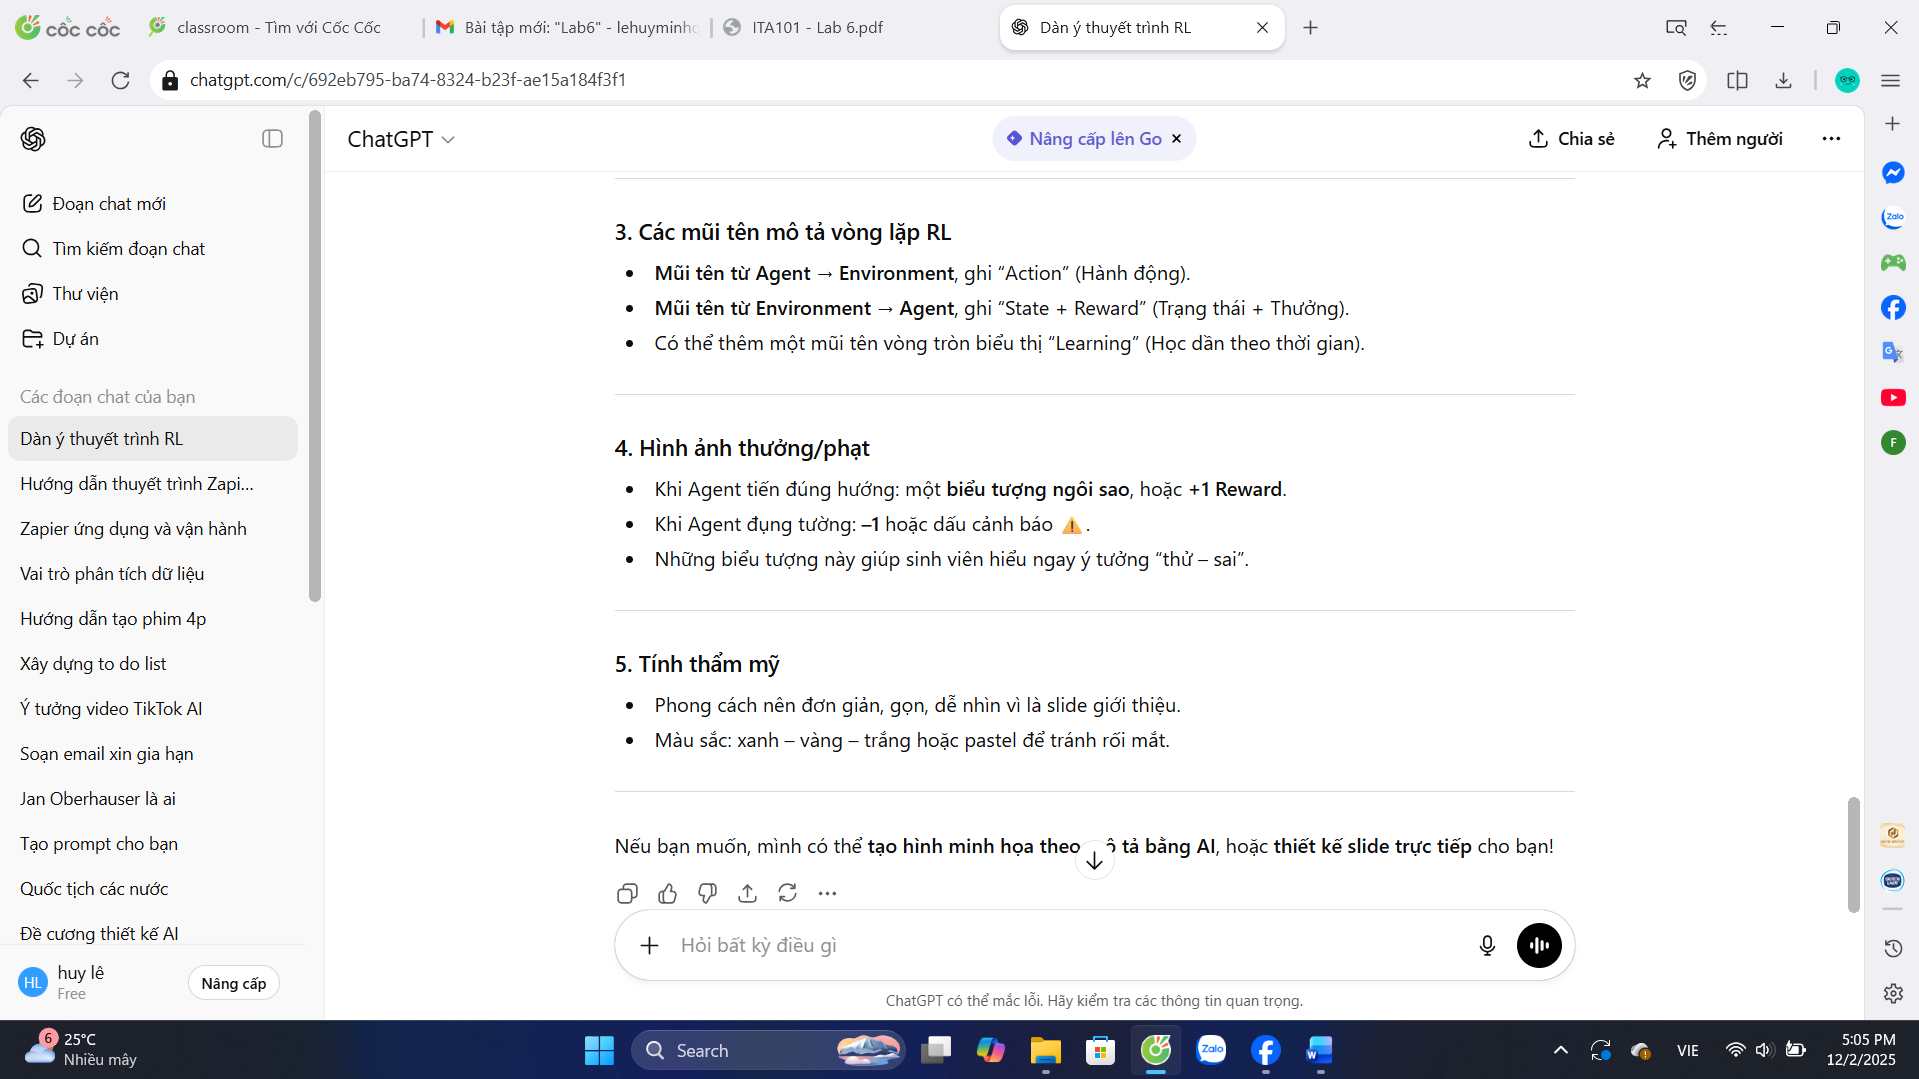 cốc cốc
classroom - Tìm với Cốc Cốc
Bài tập mới: "Lab6" - lehuyminh
ITA101 - Lab 6.pdf
Dàn ý thuyết trình RL
chatgpt.com/c/692eb795-ba74-8324-b23f-ae15a184f3f1
ChatGPT
Nâng cấp lên Go
Chia sẻ
Thêm người
Đoạn chat mới
Tìm kiếm đoạn chat
Thư viện
Dự án
Các đoạn chat của bạn
Dàn ý thuyết trình RL
Hướng dẫn thuyết trình Zapi...
Zapier ứng dụng và vận hành
Vai trò phân tích dữ liệu
Hướng dẫn tạo phim 4p
Xây dựng to do list
Ý tưởng video TikTok AI
Soạn email xin gia hạn
Jan Oberhauser là ai
Tạo prompt cho bạn
Quốc tịch các nước
Đề cương thiết kế AI
HL
huy lê
Free
Nâng cấp
3. Các mũi tên mô tả vòng lặp RL
• Mũi tên từ Agent → Environment, ghi “Action” (Hành động).
• Mũi tên từ Environment → Agent, ghi “State + Reward” (Trạng thái + Thưởng).
• Có thể thêm một mũi tên vòng tròn biểu thị “Learning” (Học dần theo thời gian).
4. Hình ảnh thưởng/phạt
• Khi Agent tiến đúng hướng: một biểu tượng ngôi sao, hoặc +1 Reward.
• Khi Agent đụng tường: –1 hoặc dấu cảnh báo ⚠️.
• Những biểu tượng này giúp sinh viên hiểu ngay ý tưởng “thử – sai”.
5. Tính thẩm mỹ
• Phong cách nên đơn giản, gọn, dễ nhìn vì là slide giới thiệu.
• Màu sắc: xanh – vàng – trắng hoặc pastel để tránh rối mắt.
Nếu bạn muốn, mình có thể tạo hình minh họa theo tả bằng AI, hoặc thiết kế slide trực tiếp cho bạn!
Hỏi bất kỳ điều gì
ChatGPT có thể mắc lỗi. Hãy kiểm tra các thông tin quan trọng.
Zalo
F
6
25°C
Nhiều mây
Search
Zalo
VIE
5:05 PM
12/2/2025